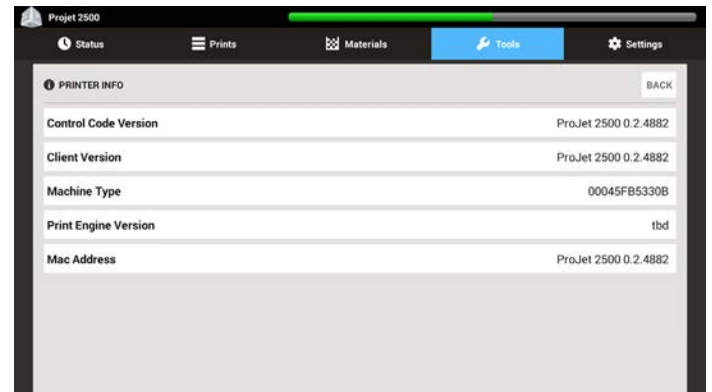 Projet 2500
Status Prints Materials Tools Settings
PRINTER INFO BACK
Control Code Version ProJet 2500 0.2.4882
Client Version ProJet 2500 0.2.4882
Machine Type 00045FB5330B
Print Engine Version tbd
Mac Address ProJet 2500 0.2.4882